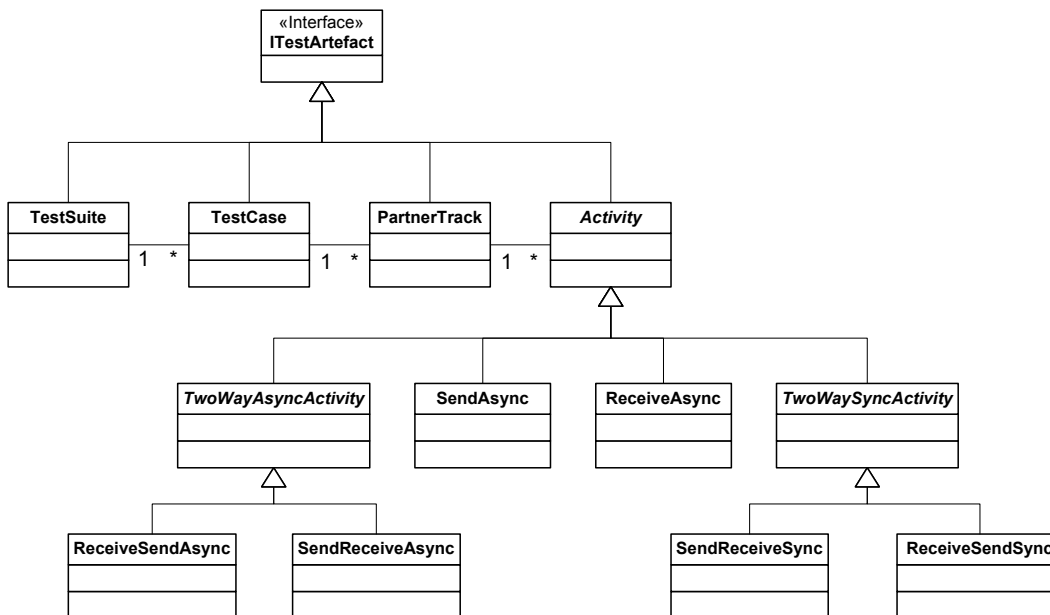 «Interface»
ITestArtefact
TestSuite
TestCase
PartnerTrack
Activity
1 *
1 *
1 *
TwoWayAsyncActivity
SendAsync
ReceiveAsync
TwoWaySyncActivity
ReceiveSendAsync
SendReceiveAsync
SendReceiveSync
ReceiveSendSync